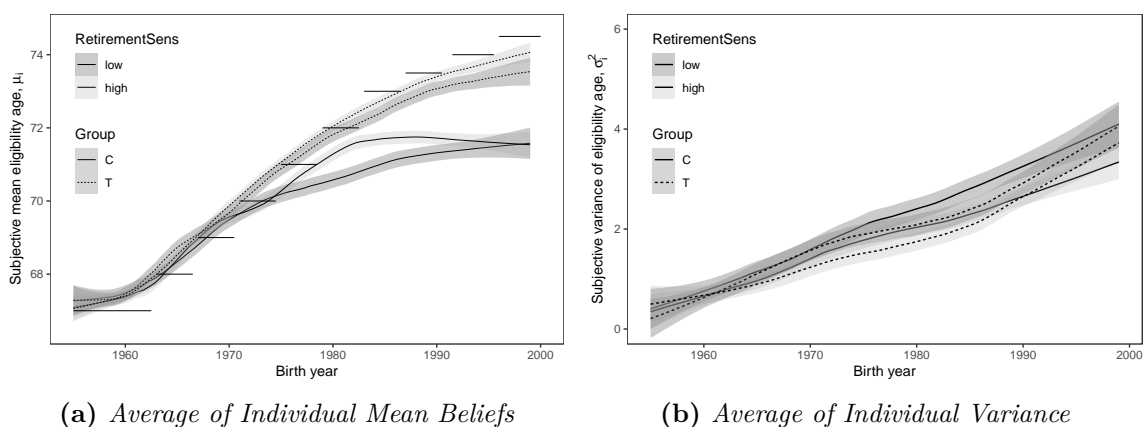 RetirementSens
low
high
Group
C
T
Subjective mean eligibility age, μi
74
72
70
68
1960
1970
1980
1990
2000
Birth year
(a) Average of Individual Mean Beliefs
RetirementSens
low
high
Group
C
T
Subjective variance of eligibility age, σi²
6
4
2
0
1960
1970
1980
1990
2000
Birth year
(b) Average of Individual Variance